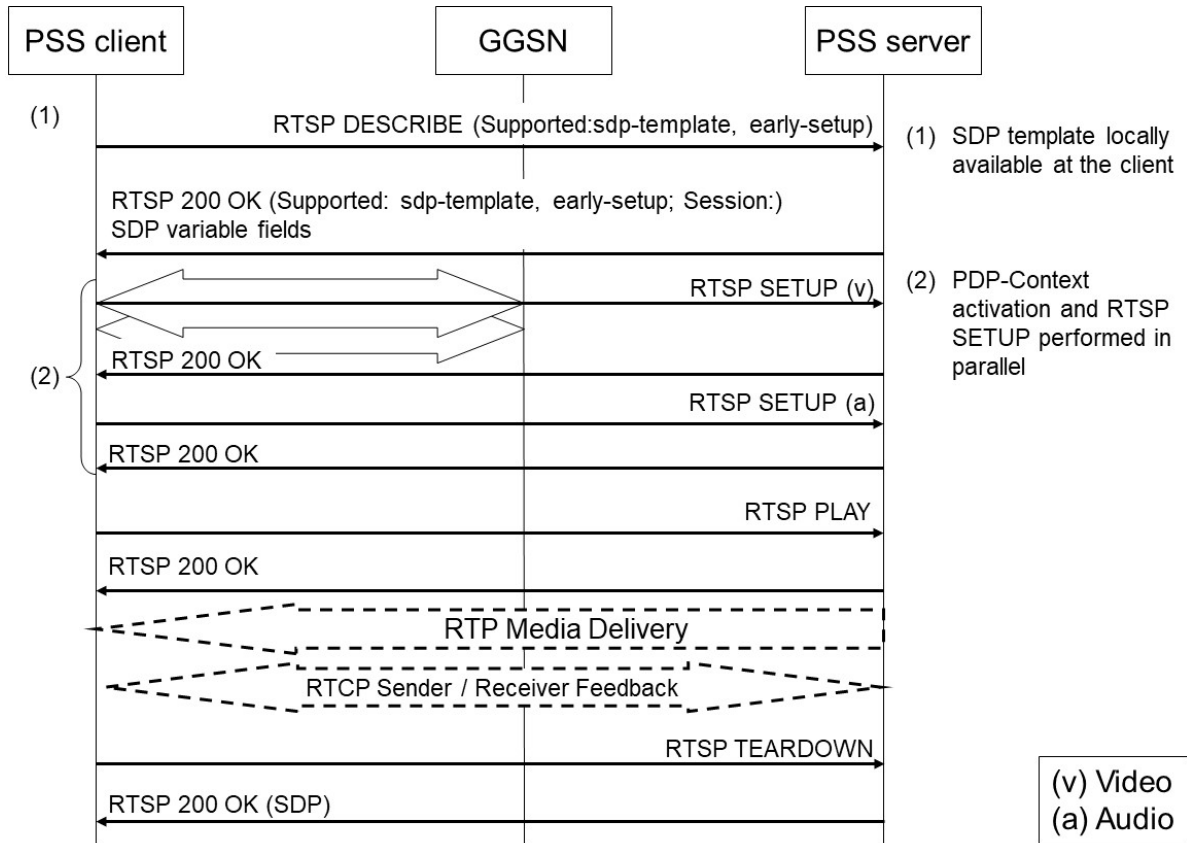 PSS client
GGSN
PSS server
(1)
RTSP DESCRIBE (Supported:sdp-template, early-setup)
(1) SDP template locally
available at the client
RTSP 200 OK (Supported: sdp-template, early-setup; Session:)
SDP variable fields
RTSP SETUP (v)
(2) PDP-Context
activation and RTSP
SETUP performed in
parallel
RTSP 200 OK
(2)
RTSP SETUP (a)
RTSP 200 OK
RTSP PLAY
RTSP 200 OK
RTP Media Delivery
RTCP Sender / Receiver Feedback
RTSP TEARDOWN
RTSP 200 OK (SDP)
(v) Video
(a) Audio